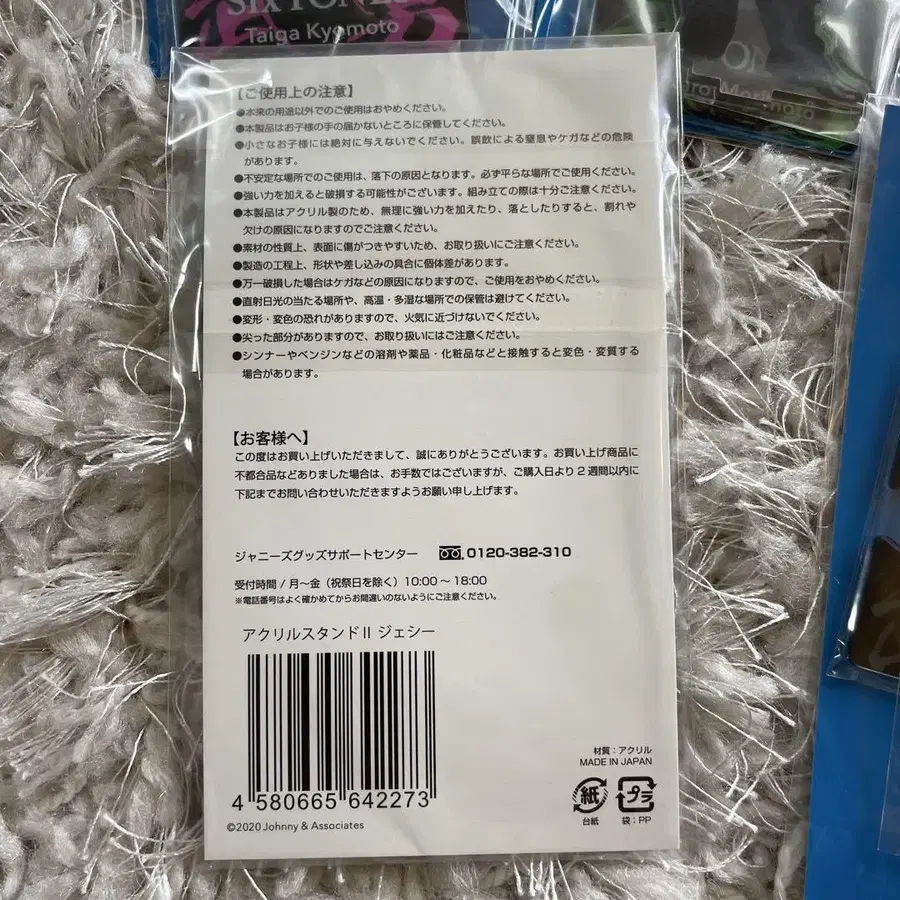 SIXTONES
Taiga Kyomoto
【ご使用上の注意】
●本来の用途以外でのご使用はおやめください。
●本製品はお子様の手の届かないところに保管してください。
●小さなお子様には絶対に与えないでください。誤飲による窒息やケガなどの危険
があります。
●不安定な場所でのご使用は、落下の原因となります。必ず平らな場所でご使用ください。
●強い力を加えると破損する可能性がございます。組み立ての際は十分ご注意ください。
●本製品はアクリル製のため、無理に強い力を加えたり、落としたりすると、割れや
欠けの原因になりますのでご注意ください。
●素材の性質上、表面に傷がつきやすいため、お取り扱いにご注意ください。
●製造の工程上、形状や差し込みの具合に個体差があります。
●万一破損した場合はケガなどの原因になりますので、ご使用をおやめください。
●直射日光の当たる場所や、高温・多湿な場所での保管は避けてください。
●変形・変色の恐れがありますので、火気に近づけないでください。
●尖った部分がありますので、お取り扱いにはご注意ください。
●シンナーやベンジンなどの溶剤や薬品・化粧品などと接触すると変色・変質する
場合があります。
【お客様へ】
この度はお買い上げいただきまして、誠にありがとうございます。お買い上げ商品に
不都合品などありました場合は、お手数ではございますが、ご購入日より2週間以内に
下記までお問い合わせいただきますようお願い申し上げます。
ジャニーズグッズサポートセンター 0120-382-310
受付時間 / 月～金（祝祭日を除く）10:00～18:00
※電話番号はよく確かめてからお間違いのないようにご注意ください。
アクリルスタンドII ジェシー
4 580665 642273
©2020 Johnny & Associates
材質：アクリル
MADE IN JAPAN
紙 プラ
台紙 袋：PP